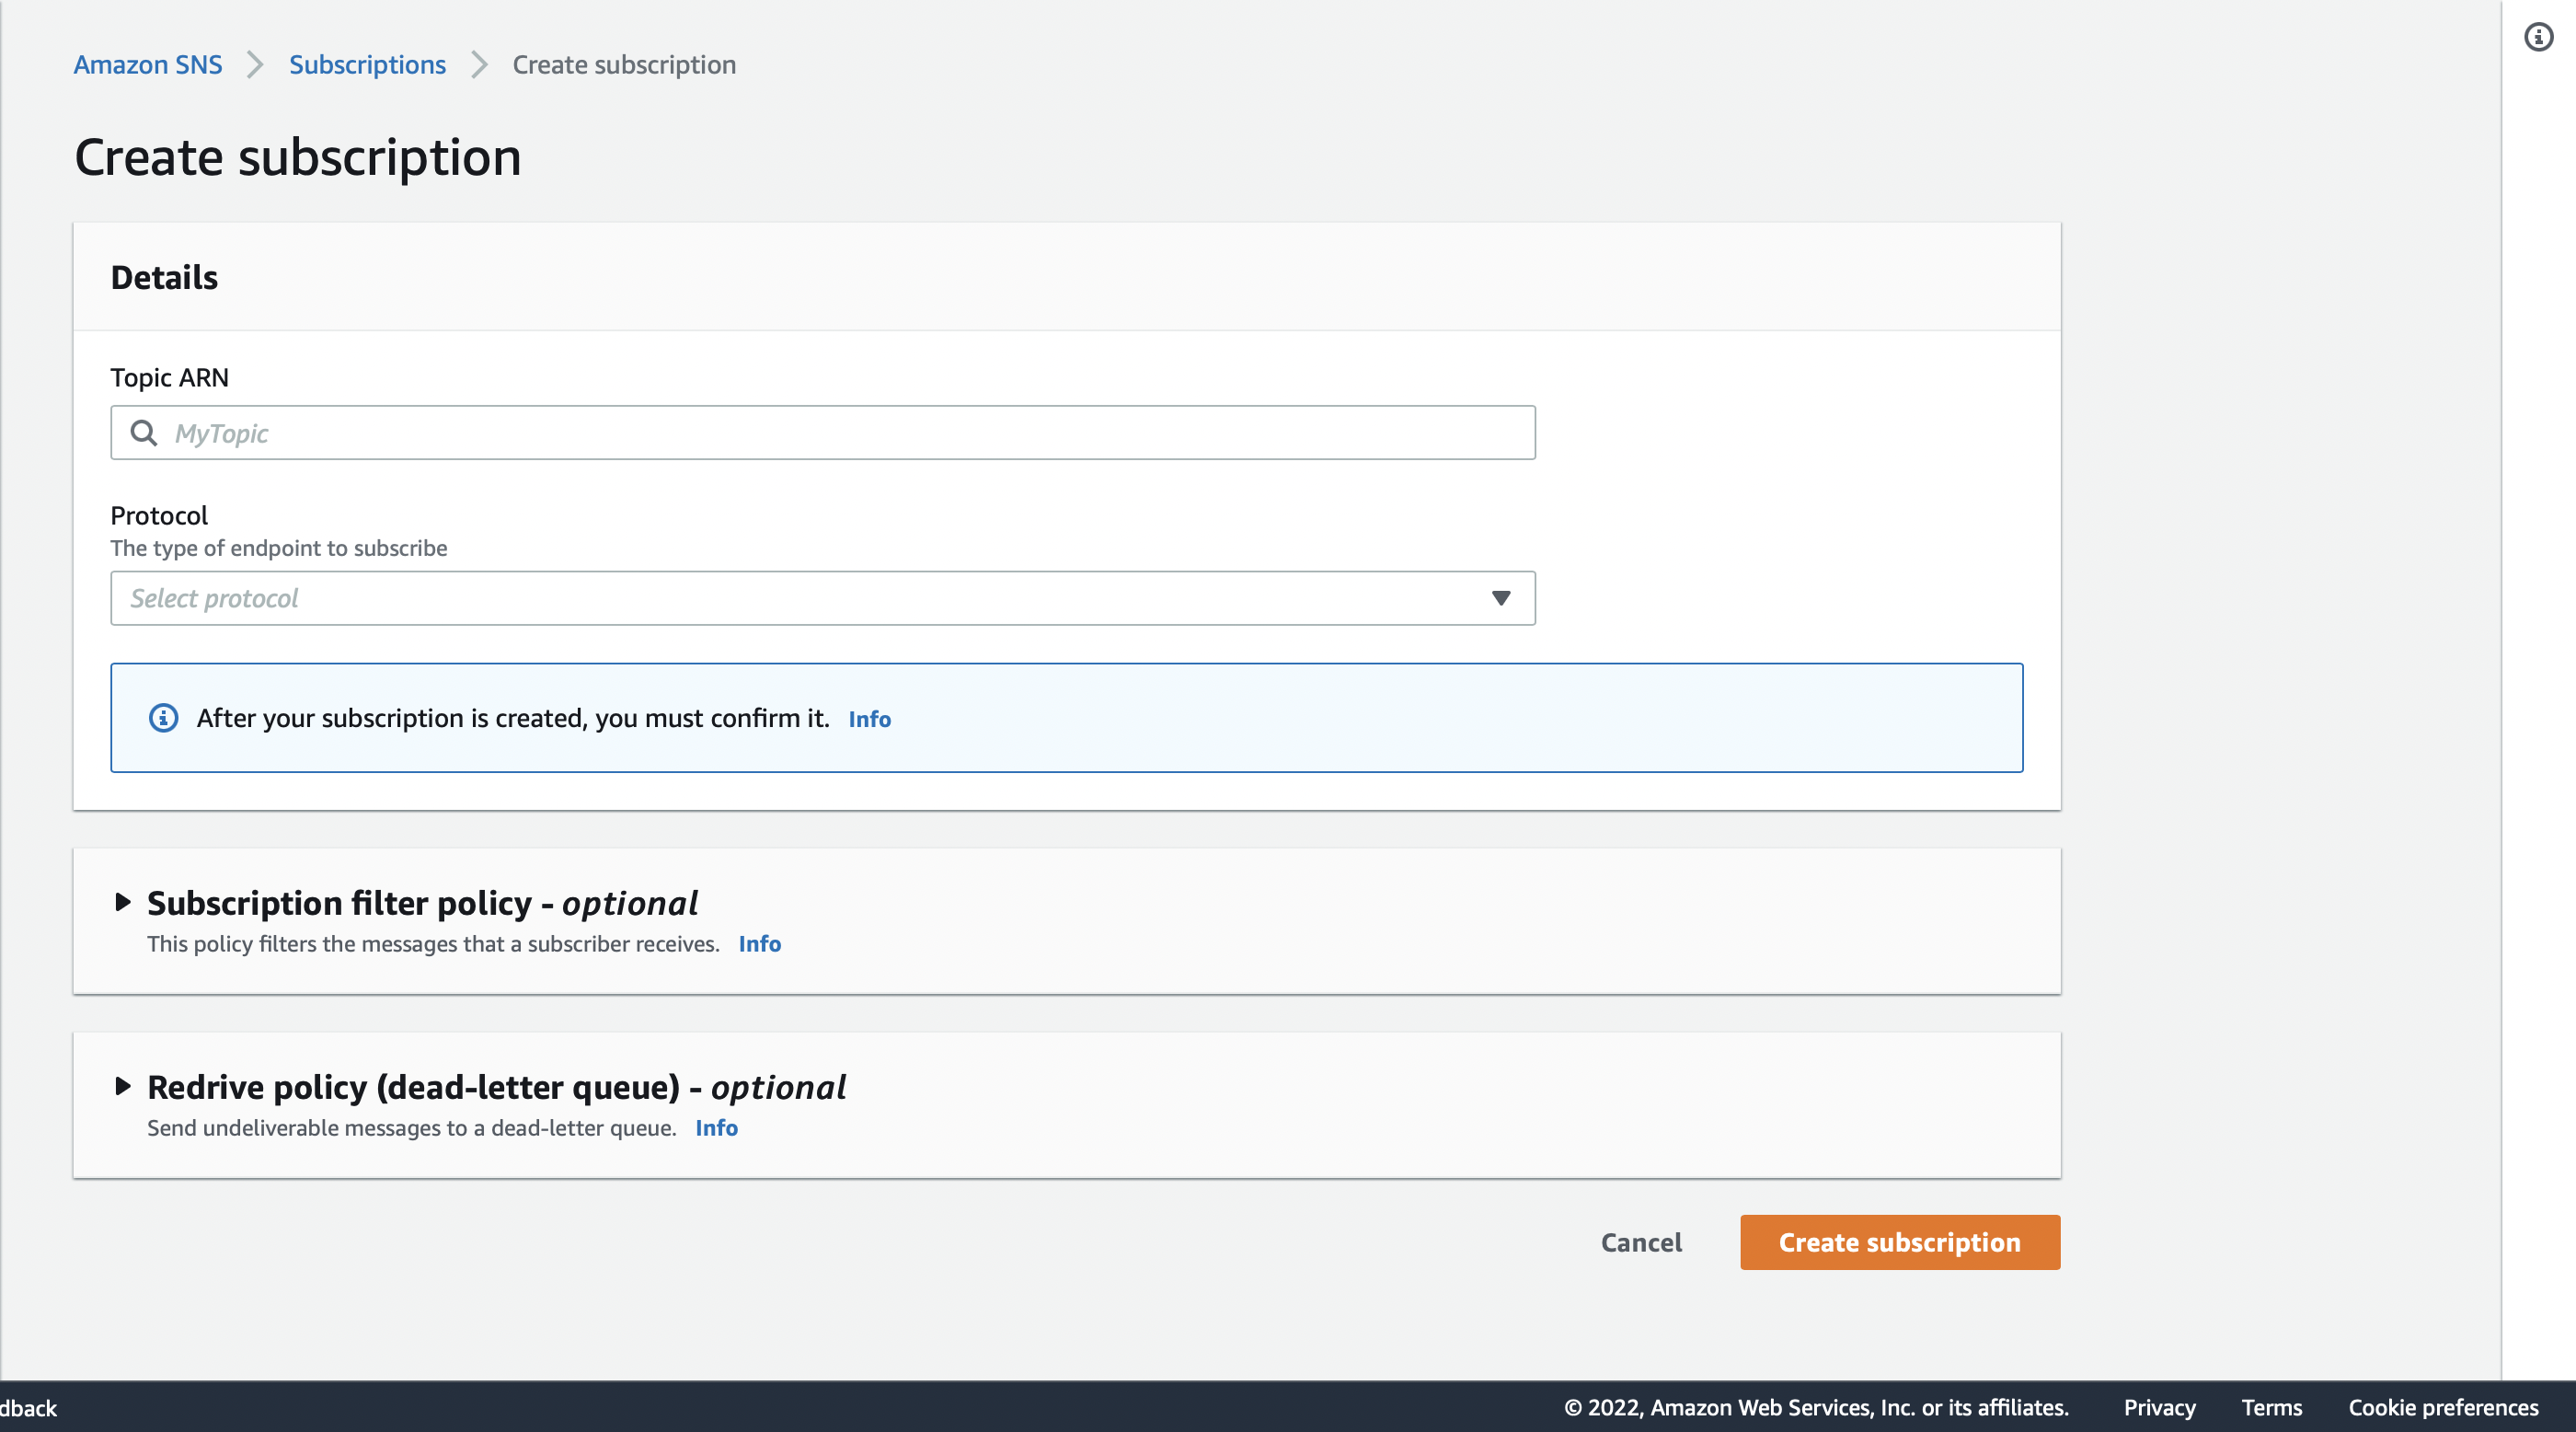 Amazon SNS > Subscriptions > Create subscription
Create subscription
Details
Topic ARN
MyTopic
Protocol
The type of endpoint to subscribe
Select protocol
After your subscription is created, you must confirm it. Info
Subscription filter policy - optional
This policy filters the messages that a subscriber receives. Info
Redrive policy (dead-letter queue) - optional
Send undeliverable messages to a dead-letter queue. Info
Cancel Create subscription
dback © 2022, Amazon Web Services, Inc. or its affiliates. Privacy Terms Cookie preferences